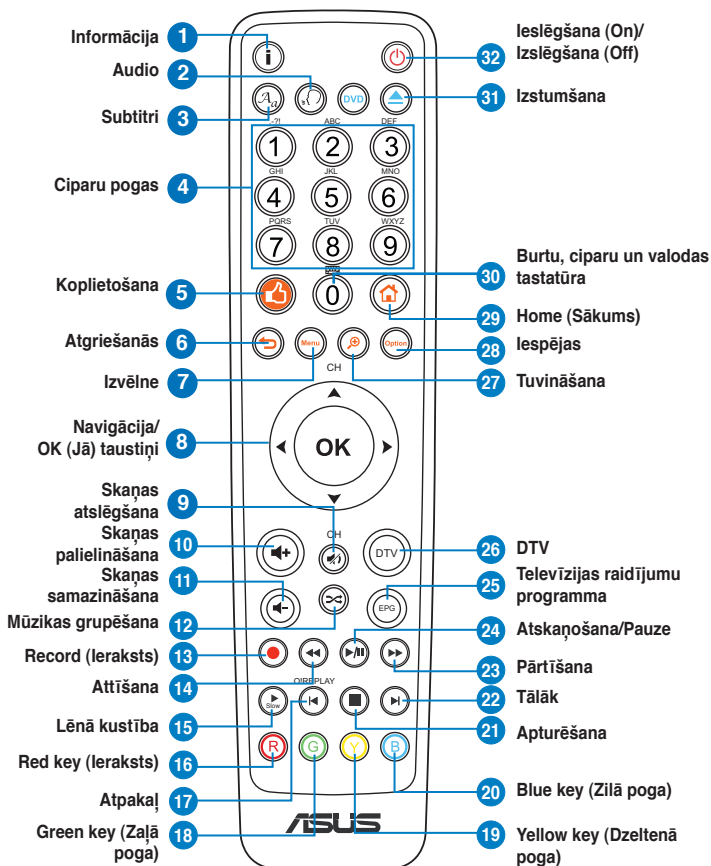 Informācija 1
Audio 2
Subtitri 3
Ciparu pogas 4
Koplietošana 5
Atgriešanās 6
Izvēlne 7
Navigācija/
OK (Jā) taustiņi 8
Skaņas
atslēgšana 9
Skaņas
palielināšana 10
Skaņas
samazināšana 11
Mūzikas grupēšana 12
Record (Ieraksts) 13
Attīšana 14
Lēnā kustība 15
Red key (Ieraksts) 16
Atpakaļ 17
Green key (Zaļā
poga) 18
i
Aa
DVD
.-?! ABC DEF
1 2 3
GHI JKL MNO
4 5 6
PQRS TUV WXYZ
7 8 9
0
Menu Option
CH
OK
CH
DTV
EPG
O!REPLAY
Slow
R G Y B
ASUS
32 Ieslēgšana (On)/
Izslēgšana (Off)
31 Izstumšana
30 Burtu, ciparu un valodas
tastatūra
29 Home (Sākums)
28 Iespējas
27 Tuvināšana
26 DTV
25 Televīzijas raidījumu
programma
24 Atskaņošana/Pauze
23 Pārtīšana
22 Tālāk
21 Apturēšana
20 Blue key (Zilā poga)
19 Yellow key (Dzeltenā
poga)